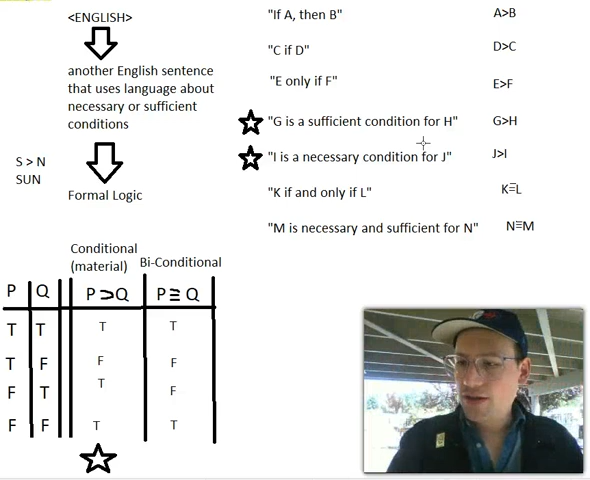 <ENGLISH>
another English sentence
that uses language about
necessary or sufficient
conditions
S > N
SUN
Formal Logic
"If A, then B" A>B
"C if D" D>C
"E only if F" E>F
"G is a sufficient condition for H" G>H
"I is a necessary condition for J" J>I
"K if and only if L" K≡L
"M is necessary and sufficient for N" N≡M
Conditional
(material) Bi-Conditional
P Q P⊃Q P≡Q
T T T T
T F F F
F T T F
F F T T